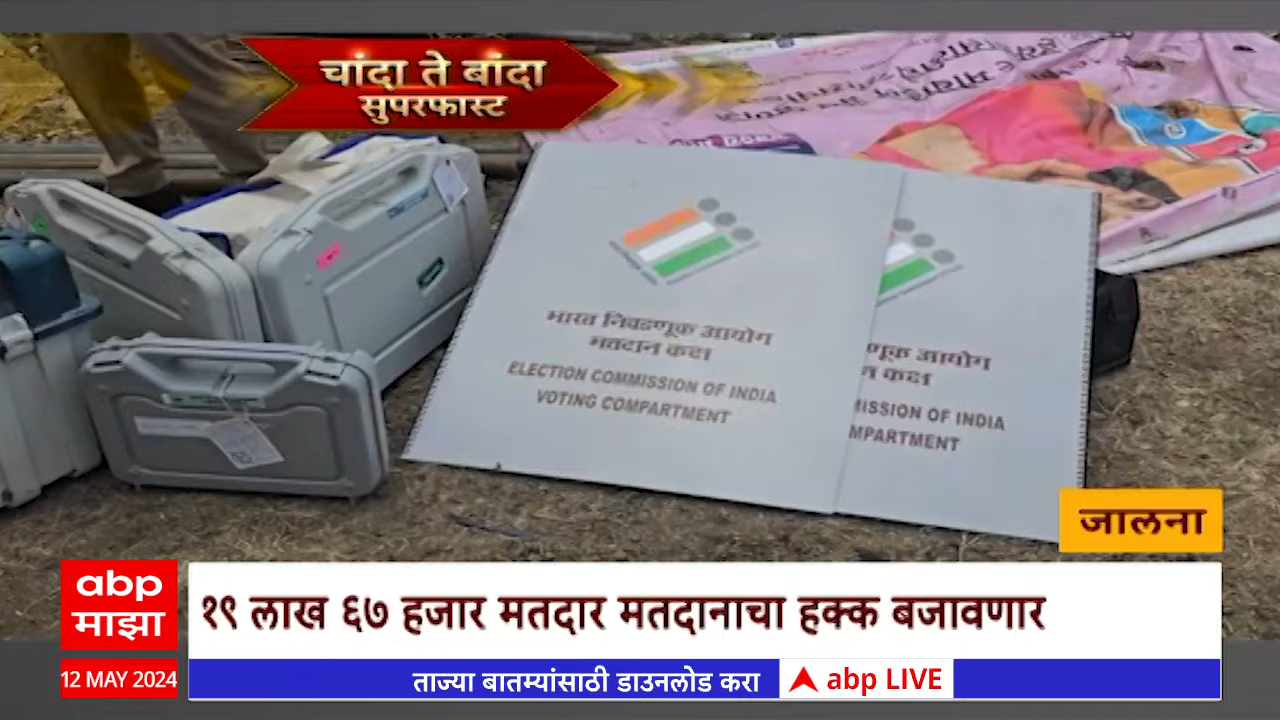 चांदा ते बांदा
सुपरफास्ट
भारत निवडणूक आयोग
मतदान कक्ष
ELECTION COMMISSION OF INDIA
VOTING COMPARTMENT
णूक आयोग
न कक्ष
MISSION OF INDIA
MPARTMENT
जालना
abp
माझा
१९ लाख ६७ हजार मतदार मतदानाचा हक्क बजावणार
12 MAY 2024
ताज्या बातम्यांसाठी डाउनलोड करा
abp LIVE